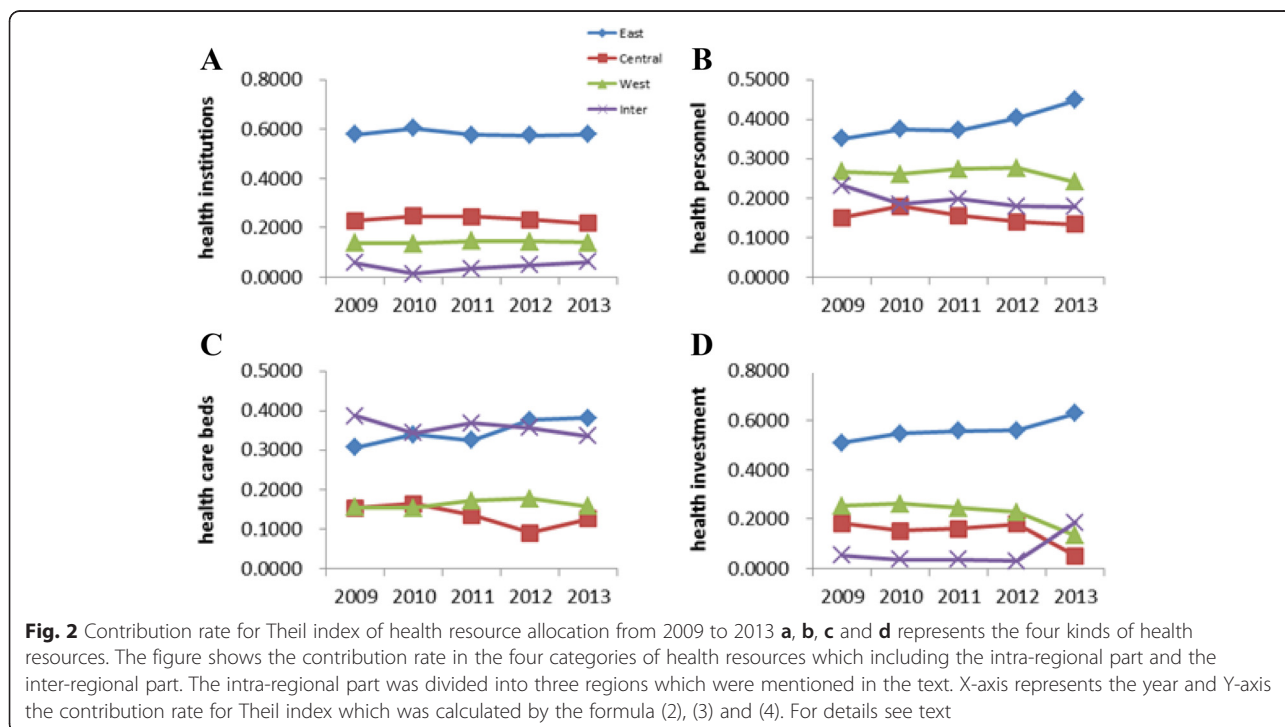 East
Central
West
Inter
A
0.8000
0.6000
0.4000
0.2000
0.0000
health institutions
2009 2010 2011 2012 2013
B
0.5000
0.4000
0.3000
0.2000
0.1000
0.0000
health personnel
2009 2010 2011 2012 2013
C
0.5000
0.4000
0.3000
0.2000
0.1000
0.0000
health care beds
2009 2010 2011 2012 2013
D
0.8000
0.6000
0.4000
0.2000
0.0000
health investment
2009 2010 2011 2012 2013
Fig. 2 Contribution rate for Theil index of health resource allocation from 2009 to 2013 a, b, c and d represents the four kinds of health
resources. The figure shows the contribution rate in the four categories of health resources which including the intra-regional part and the
inter-regional part. The intra-regional part was divided into three regions which were mentioned in the text. X-axis represents the year and Y-axis
the contribution rate for Theil index which was calculated by the formula (2), (3) and (4). For details see text